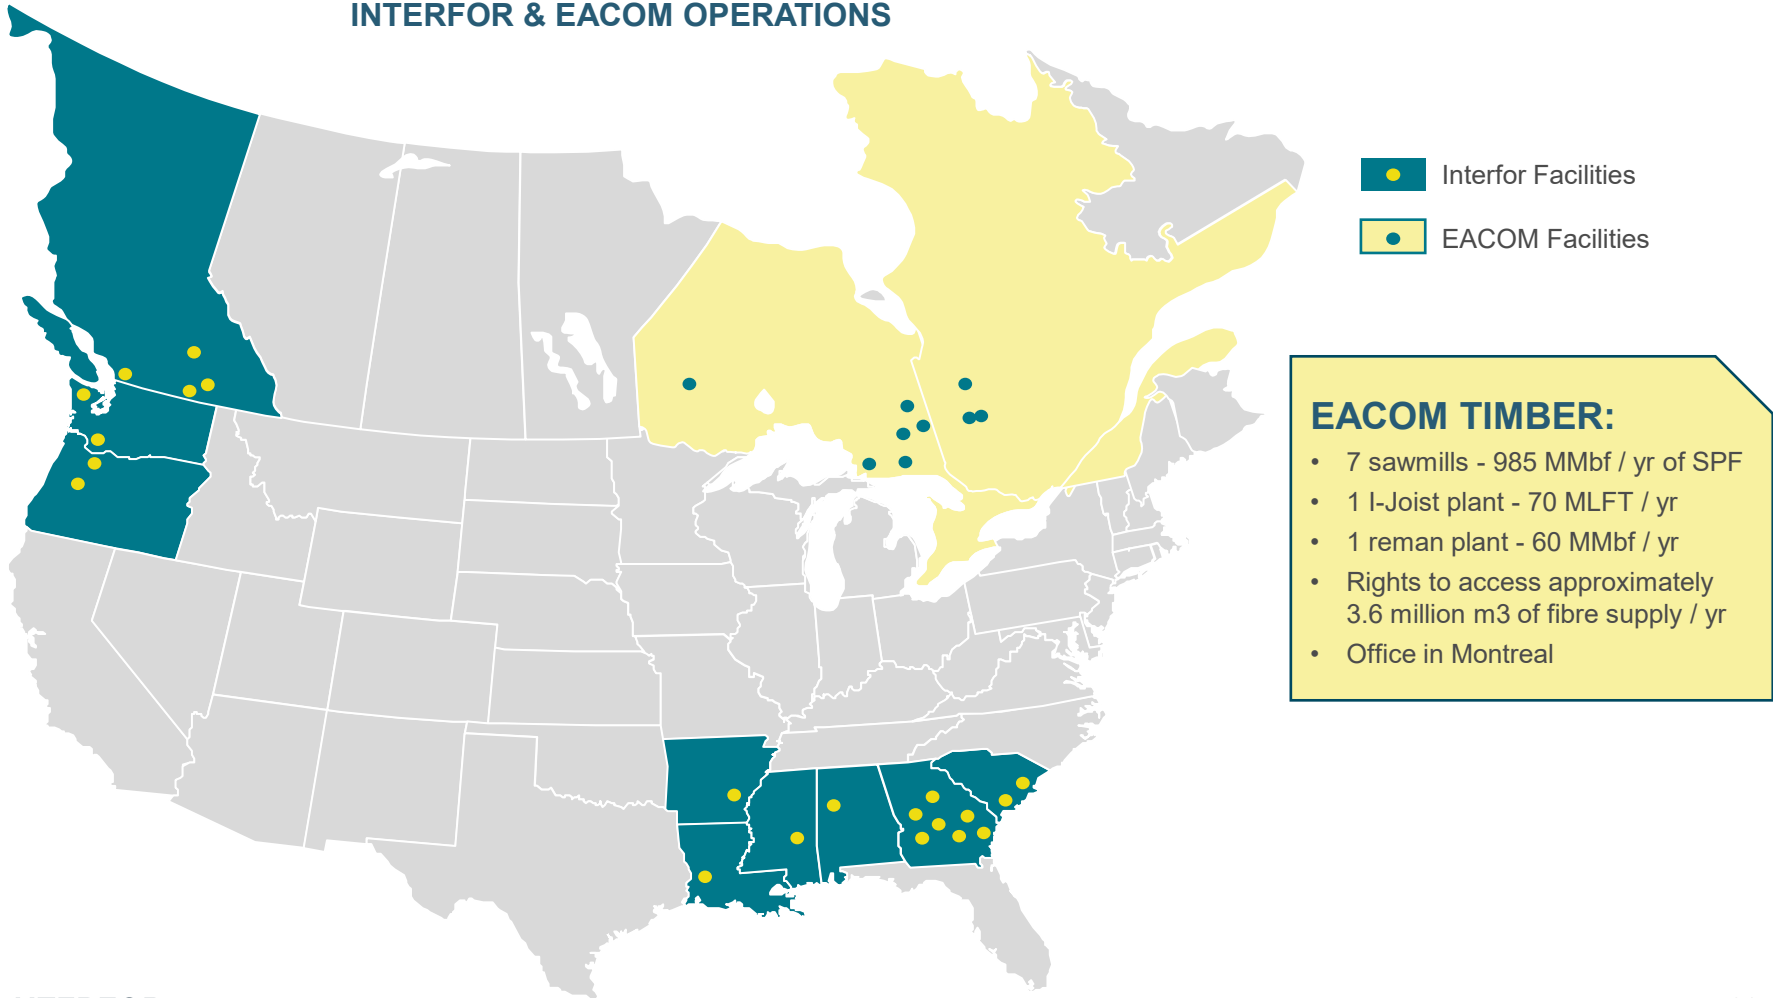 INTERFOR & EACOM OPERATIONS
Interfor Facilities
EACOM Facilities
EACOM TIMBER:
• 7 sawmills - 985 MMbf / yr of SPF
• 1 I-Joist plant - 70 MLFT / yr
• 1 reman plant - 60 MMbf / yr
• Rights to access approximately
3.6 million m3 of fibre supply / yr
• Office in Montreal